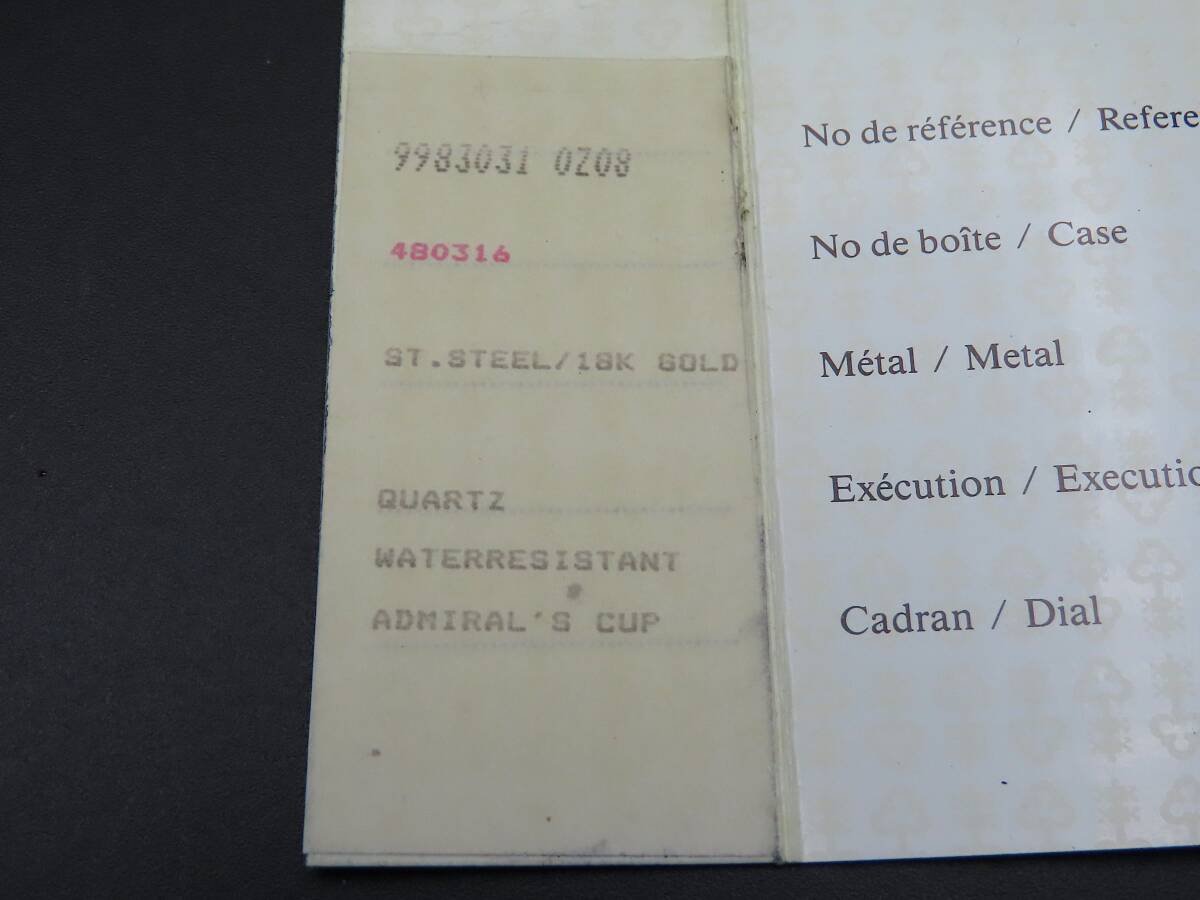 9983031 0Z08
480316
ST.STEEL/18K GOLD
QUARTZ
WATERRESISTANT
ADMIRAL'S CUP
No de référence / Refere
No de boîte / Case
Métal / Metal
Exécution / Executio
Cadran / Dial